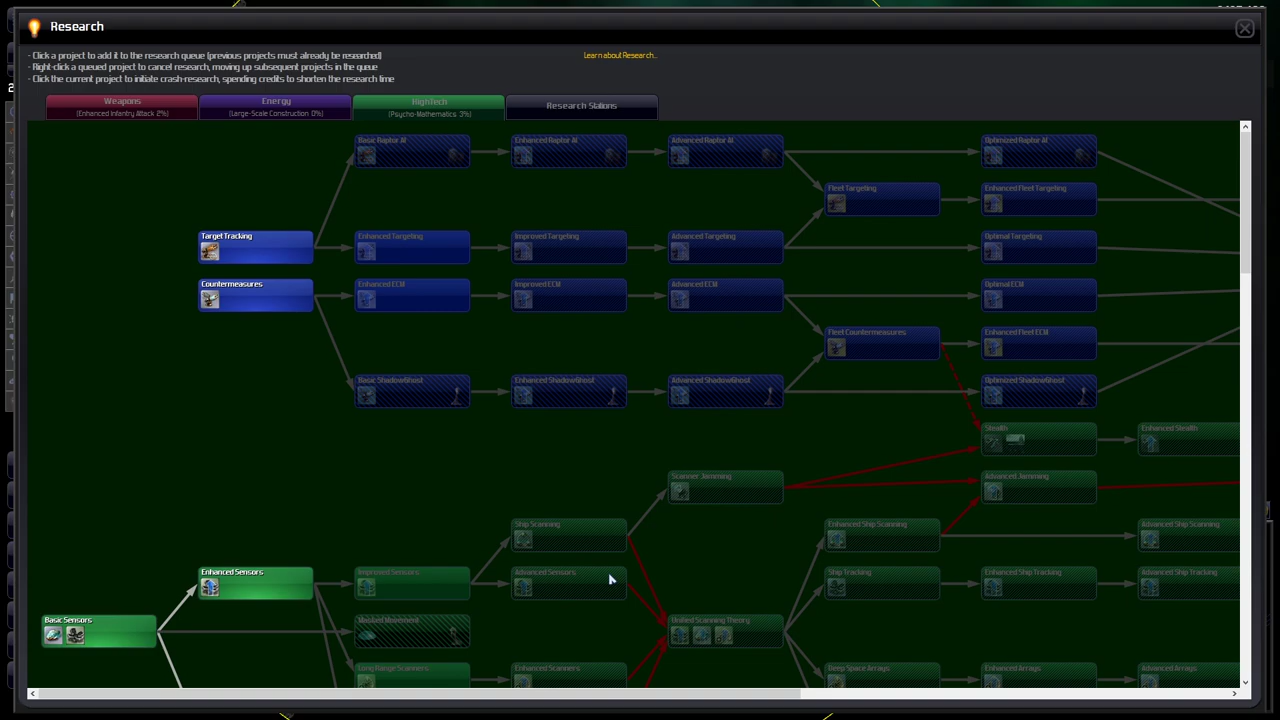 Research
- Click a project to add it to the research queue (previous projects must already be researched)
- Right-click a queued project to cancel research, moving up subsequent projects in the queue
- Click the current project to initiate crash-research, spending credits to shorten the research time
Learn about Research...
Weapons
(Enhanced Infantry Attack 2%)
Energy
(Large-Scale Construction 0%)
HighTech
(Psycho-Mathematics 3%)
Research Stations
Basic Raptor AI
Enhanced Raptor AI
Advanced Raptor AI
Optimized Raptor AI
Fleet Targeting
Enhanced Fleet Targeting
Target Tracking
Enhanced Targeting
Improved Targeting
Advanced Targeting
Optimal Targeting
Countermeasures
Enhanced ECM
Improved ECM
Advanced ECM
Optimal ECM
Fleet Countermeasures
Enhanced Fleet ECM
Basic ShadowGhost
Enhanced ShadowGhost
Advanced ShadowGhost
Optimized ShadowGhost
Stealth
Enhanced Stealth
Scanner Jamming
Advanced Jamming
Ship Scanning
Enhanced Ship Scanning
Advanced Ship Scanning
Enhanced Sensors
Improved Sensors
Advanced Sensors
Ship Tracking
Enhanced Ship Tracking
Advanced Ship Tracking
Basic Sensors
Masked Movement
Unified Scanning Theory
Long Range Scanners
Enhanced Scanners
Deep Space Arrays
Enhanced Arrays
Advanced Arrays